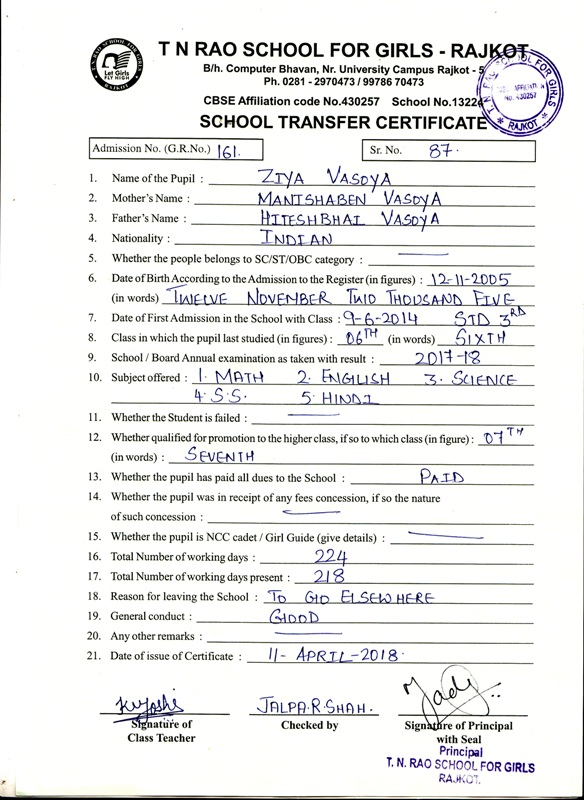 T. N. RAO SCHOOL FOR GIRLS
Let Girls
FLY HIGH
RAJKOT
T N RAO SCHOOL FOR GIRLS - RAJKOT
B/h. Computer Bhavan, Nr. University Campus Rajkot - 5
Ph. 0281 - 2970473 / 99786 70473
CBSE Affiliation code No.430257 School No.13224
T. N. RAO SCHOOL FOR GIRLS
No. 430257
* RAJKOT *
SCHOOL TRANSFER CERTIFICATE
Admission No. (G.R.No.) 161. Sr. No. 87.
1. Name of the Pupil : ZIYA VASOYA
2. Mother's Name : MANISHABEN VASOYA
3. Father's Name : HITESHBHAI VASOYA
4. Nationality : INDIAN
5. Whether the people belongs to SC/ST/OBC category : ―
6. Date of Birth According to the Admission to the Register (in figures) : 12-11-2005
(in words) TWELVE NOVEMBER TWO THOUSAND FIVE
7. Date of First Admission in the School with Class : 9-6-2014 STD 3RD
8. Class in which the pupil last studied (in figures) : 06TH (in words) SIXTH
9. School / Board Annual examination as taken with result : 2017-18
10. Subject offered : 1. MATH 2. ENGLISH 3. SCIENCE
4. S.S. 5. HINDI
11. Whether the Student is failed : ―
12. Whether qualified for promotion to the higher class, if so to which class (in figure) : 07TH
(in words) : SEVENTH
13. Whether the pupil has paid all dues to the School : PAID
14. Whether the pupil was in receipt of any fees concession, if so the nature
of such concession : ―
15. Whether the pupil is NCC cadet / Girl Guide (give details) : ―
16. Total Number of working days : 224
17. Total Number of working days present : 218
18. Reason for leaving the School : TO GO ELSEWHERE
19. General conduct : GOOD
20. Any other remarks : ―
21. Date of issue of Certificate : 11-APRIL-2018.
JALPA.R.SHAH.
Signature of Checked by Signature of Principal
Class Teacher with Seal
Principal
T. N. RAO SCHOOL FOR GIRLS
RAJKOT.